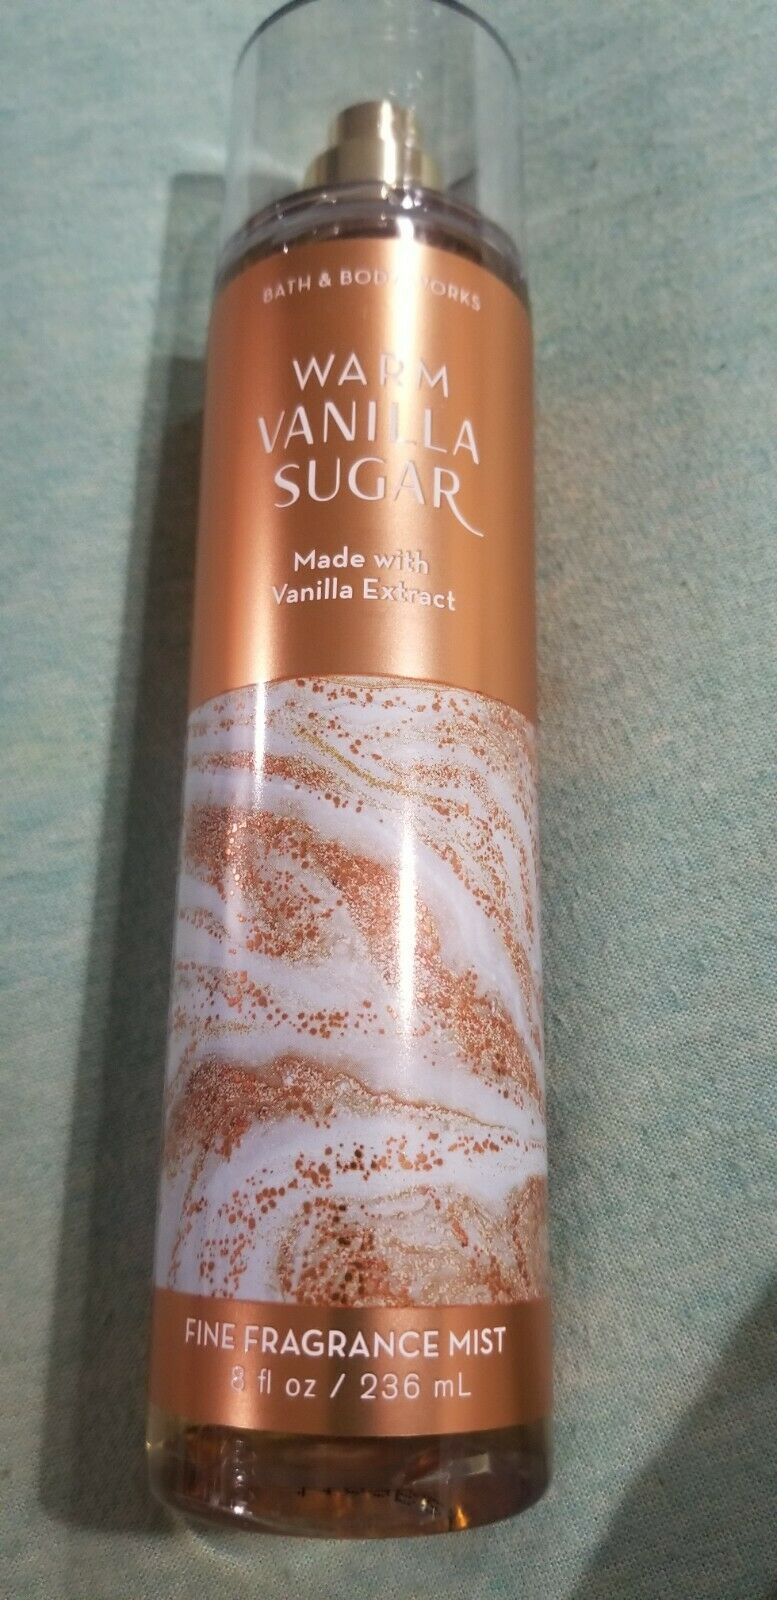 BATH & BODY WORKS
WARM
VANILLA
SUGAR
Made with
Vanilla Extract
FINE FRAGRANCE MIST
8 fl oz / 236 mL